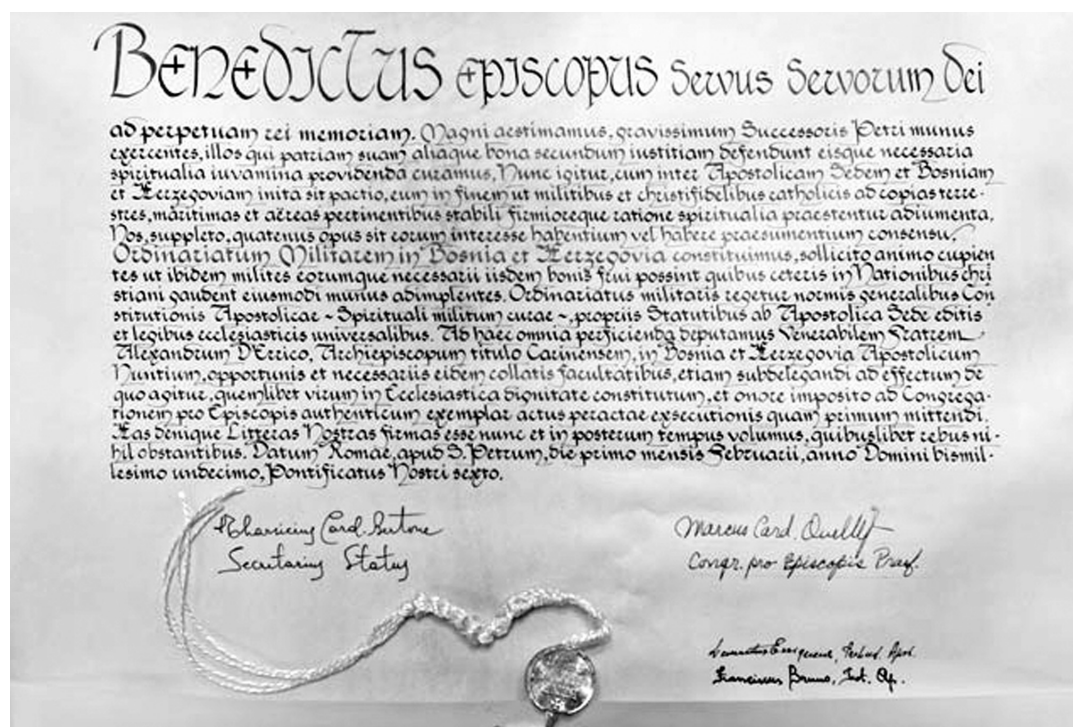 Benedictus Episcopus Servus Servorum Dei
ad perpetuam rei memoriam. Magni aestimamus, gravissimum Successoris Petri munus
exercentes, illos qui patriam suam aliaque bona secundum iustitiam defendunt eisque necessaria
spiritualia iuvamina providenda curamus. Nunc igitur, cum inter Apostolicam Sedem et Bosniam
et Herzegoviam inita sit pactio, eum in finem ut militibus et christifidelibus catholicis ad copias terre-
stres, maritimas et aëreas pertinentibus stabili firmioreque ratione spiritualia praestentur adiumenta,
Nos, suppleto, quatenus opus sit eorum interesse habentium vel habere praesumentium consensu,
Ordinariatum Militarem in Bosnia et Herzegovia constituimus, sollicito animo cupien
tes ut ibidem milites eorumque necessarii iisdem bonis frui possint quibus ceteris in Nationibus chri
stiani gaudent eiusmodi munus adimplentes. Ordinariatus militaris regetur normis generalibus Con
stitutionis Apostolicae ~ Spirituali militum curae ~, propriis Statutibus ab Apostolica Sede editis
et legibus ecclesiasticis universalibus. Ad haec omnia perficienda deputamus Venerabilem Fratrem
Alexandrum D'Errico, Archiepiscopum titulo Carinensem, in Bosnia et Herzegovia Apostolicum
Nuntium, opportunis et necessariis eidem collatis facultatibus, etiam subdelegandi ad effectum de
quo agitur, quemlibet virum in Ecclesiastica dignitate constitutum, et onore imposito ad Congrega-
tionem pro Episcopis authenticum exemplar actus peractae exsecutionis quam primum mittendi.
Has denique Litteras Nostras firmas esse nunc et in posterum tempus volumus, quibuslibet rebus ni-
hil obstantibus. Datum Romae, apud S. Petrum, die primo mensis Februarii, anno Domini bismil-
lesimo undecimo, Pontificatus Nostri sexto.
Tharsicius Card. Bertone
Secretarius Status
Marcus Card. Ouellet
Congr. pro Episcopis Praef.
Franciscus Bruno,